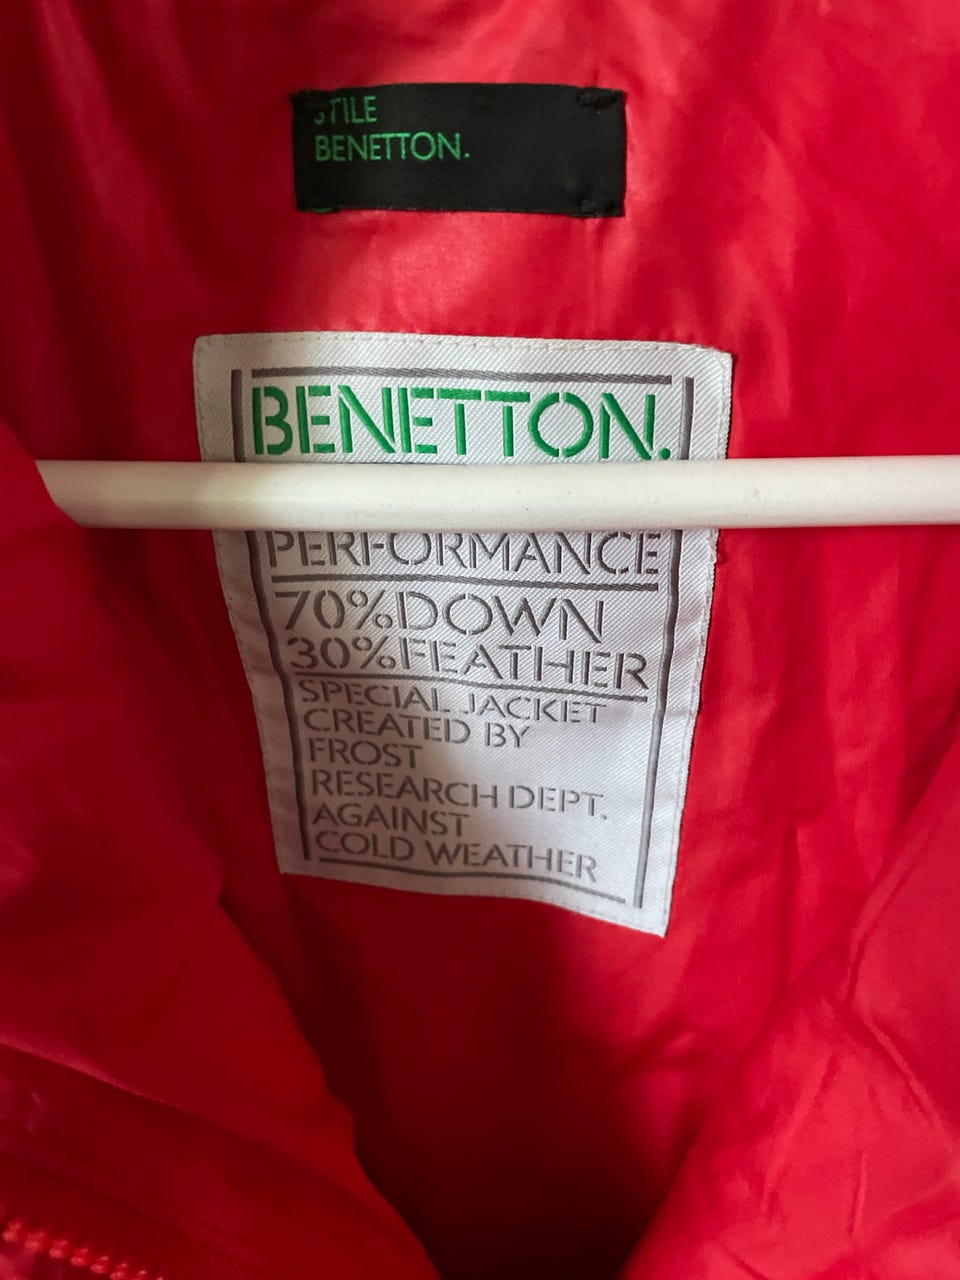 STILE
BENETTON.
BENETTON.
PERFORMANCE
70%DOWN
30%FEATHER
SPECIAL JACKET
CREATED BY
FROST
RESEARCH DEPT.
AGAINST
COLD WEATHER